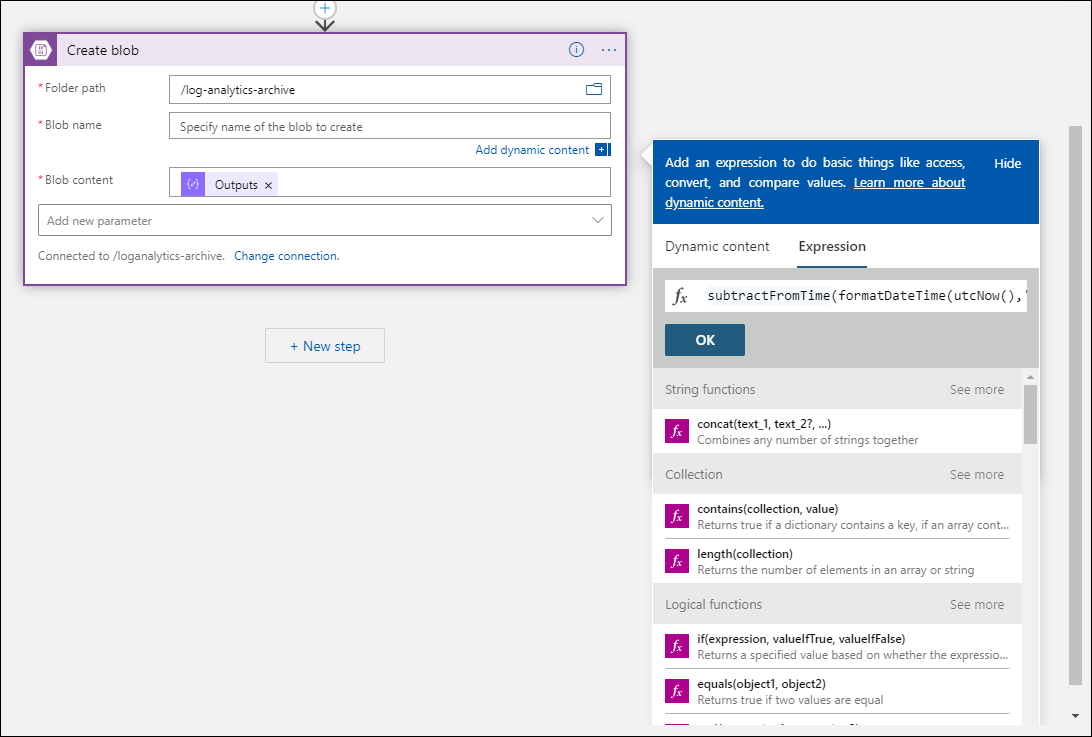 Create blob
* Folder path
/log-analytics-archive
* Blob name
Specify name of the blob to create
Add dynamic content
* Blob content
Outputs ×
Add new parameter
Connected to /loganalytics-archive. Change connection.
+ New step
Add an expression to do basic things like access,
convert, and compare values. Learn more about
dynamic content.
Hide
Dynamic content Expression
fx subtractFromTime(formatDateTime(utcNow(),'
OK
String functions See more
concat(text_1, text_2?, ...)
Combines any number of strings together
Collection See more
contains(collection, value)
Returns true if a dictionary contains a key, if an array cont...
length(collection)
Returns the number of elements in an array or string
Logical functions See more
if(expression, valueIfTrue, valueIfFalse)
Returns a specified value based on whether the expressio...
equals(object1, object2)
Returns true if two values are equal